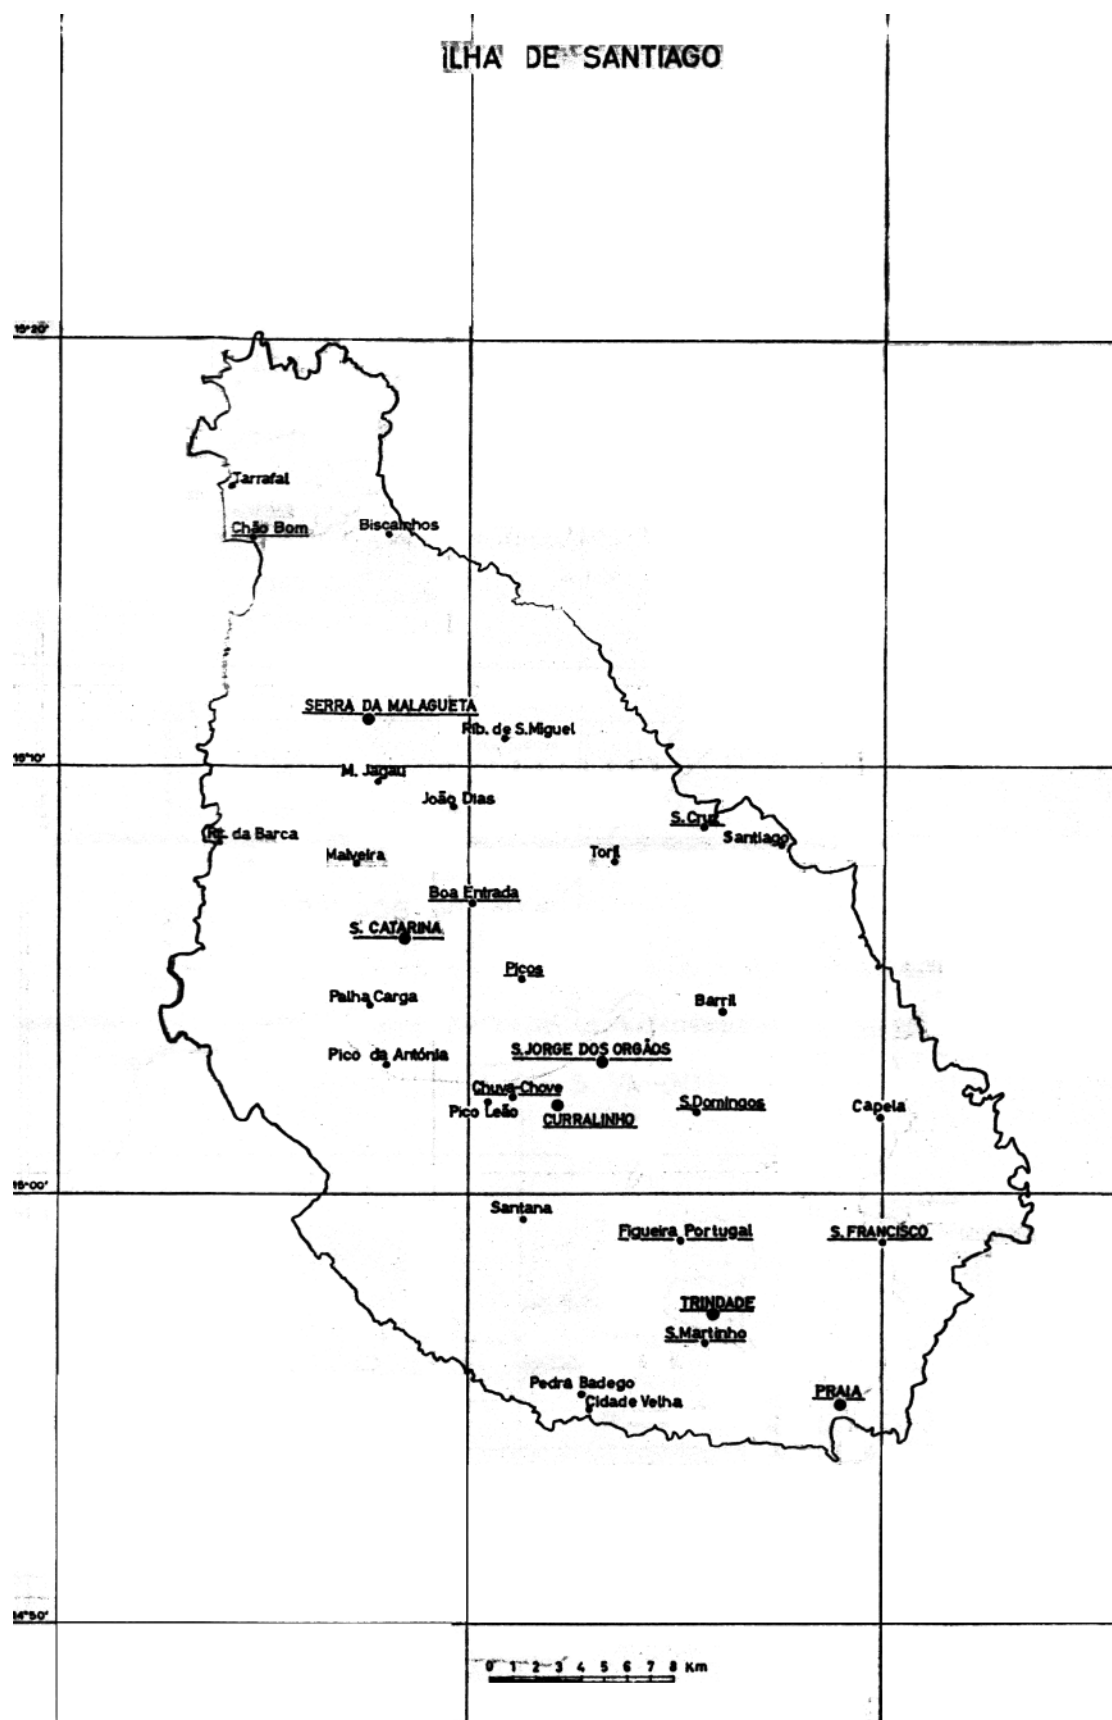 ILHA DE SANTIAGO
15°20'
Tarrafal
Chão Bom
Biscainhos
SERRA DA MALAGUETA
Rib. de S.Miguel
15°10'
M. Jagau
João Dias
S. Cruz
Rt. da Barca
Santiago
Malveira
Toril
Boa Entrada
S. CATARINA
Picos
Palha Carga
Barril
Pico da Antónia
S.JORGE DOS ORGÃOS
Chuva-Chove
Pico Leão
CURRALINHO
S.Domingos
Capela
15°00'
Santana
Figueira Portugal
S. FRANCISCO
TRINDADE
S.Martinho
Pedra Badego
Cidade Velha
PRAIA
14°50'
0 1 2 3 4 5 6 7 8 Km